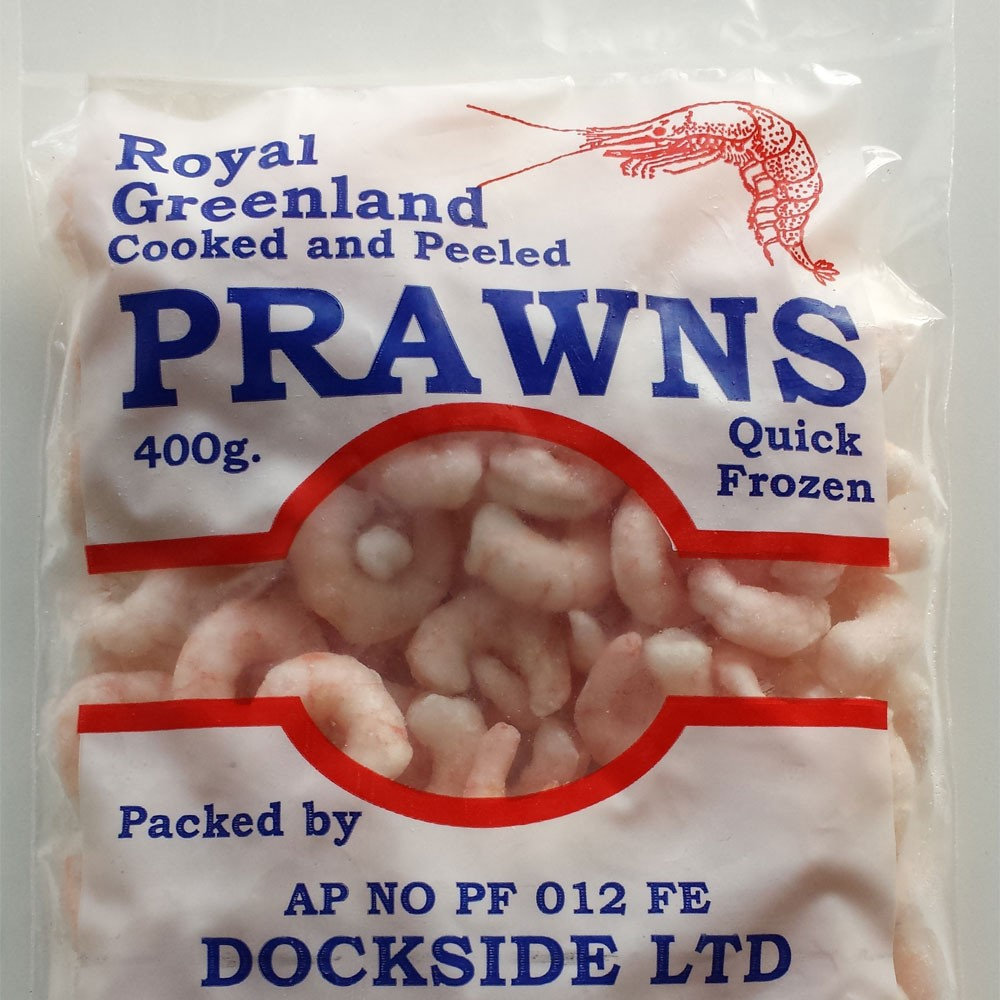 Royal
Greenland
Cooked and Peeled
PRAWNS
400g.
Quick
Frozen
Packed by
AP NO PF 012 FE
DOCKSIDE LTD